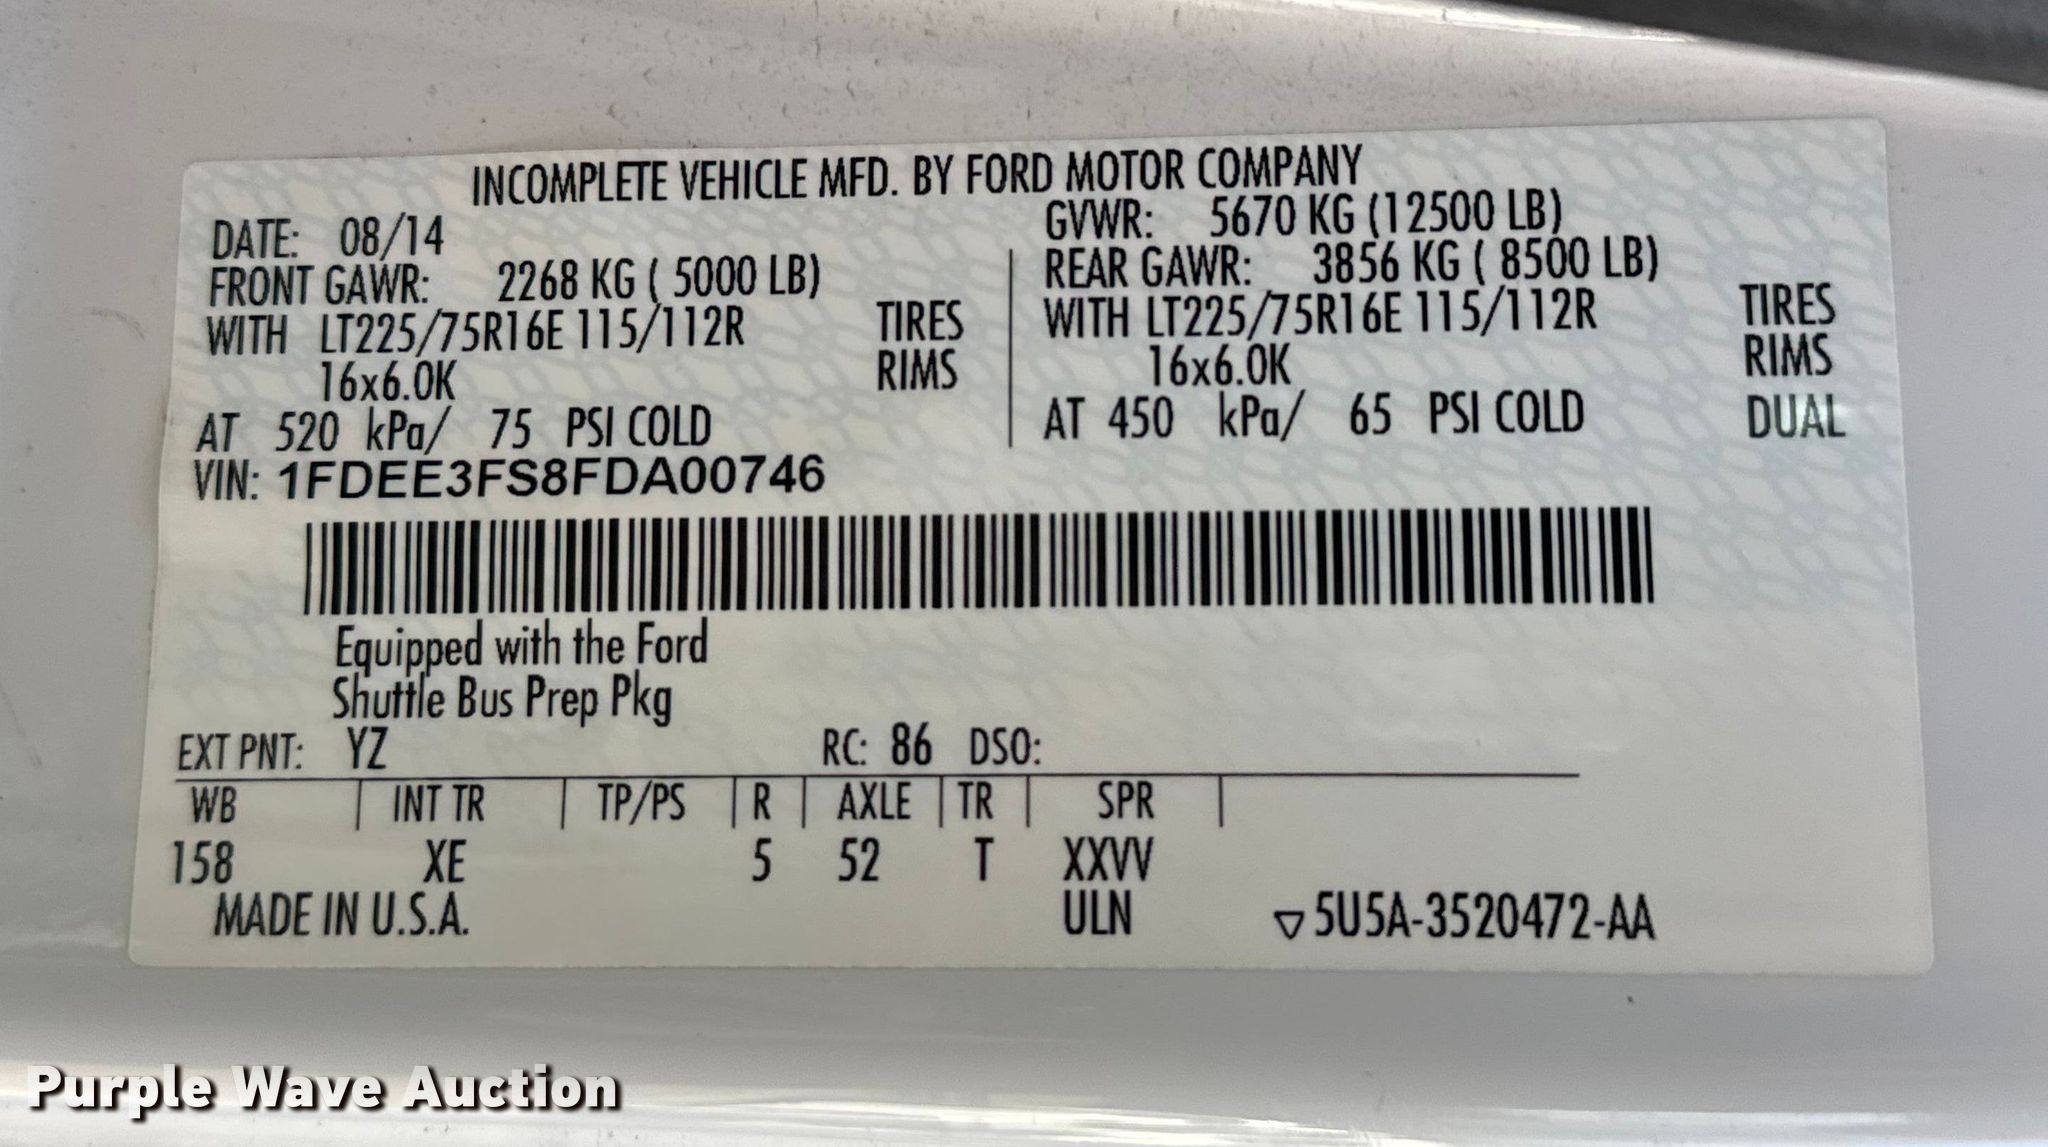 INCOMPLETE VEHICLE MFD. BY FORD MOTOR COMPANY
DATE: 08/14 GVWR: 5670 KG (12500 LB)
FRONT GAWR: 2268 KG ( 5000 LB) REAR GAWR: 3856 KG ( 8500 LB)
WITH LT225/75R16E 115/112R TIRES WITH LT225/75R16E 115/112R TIRES
16x6.0K RIMS 16x6.0K RIMS
AT 520 kPa/ 75 PSI COLD AT 450 kPa/ 65 PSI COLD DUAL
VIN: 1FDEE3FS8FDA00746
Equipped with the Ford
Shuttle Bus Prep Pkg
EXT PNT: YZ RC: 86 DSO:
WB INT TR TP/PS R AXLE TR SPR
158 XE 5 52 T XXVV
MADE IN U.S.A. ULN ▽5U5A-3520472-AA
Purple Wave Auction